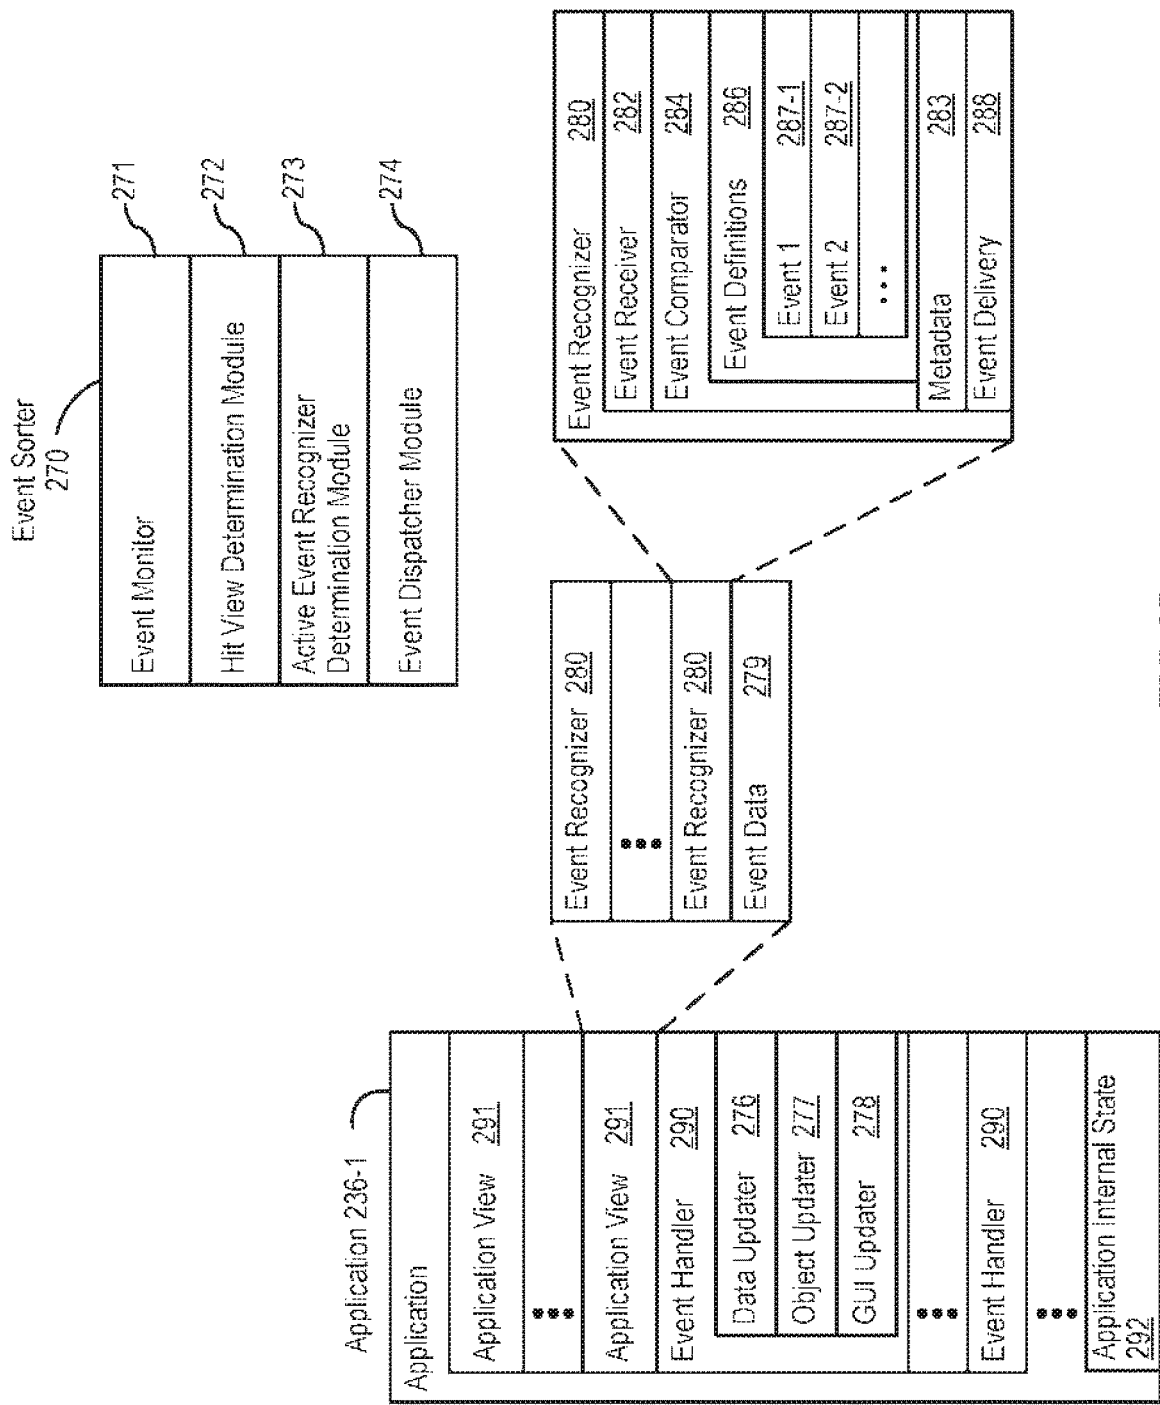 Event Sorter
270
Event Monitor
271
Hit View Determination Module
272
Active Event Recognizer
Determination Module
273
Event Dispatcher Module
274
Application 236-1
Application
Application View 291
•••
Application View 291
Event Handler 290
Data Updater 276
Object Updater 277
GUI Updater 278
•••
Event Handler 290
•••
Application Internal State
292
Event Recognizer 280
•••
Event Recognizer 280
Event Data 279
Event Recognizer 280
Event Receiver 282
Event Comparator 284
Event Definitions 286
Event 1 287-1
Event 2 287-2
•••
Metadata 283
Event Delivery 288